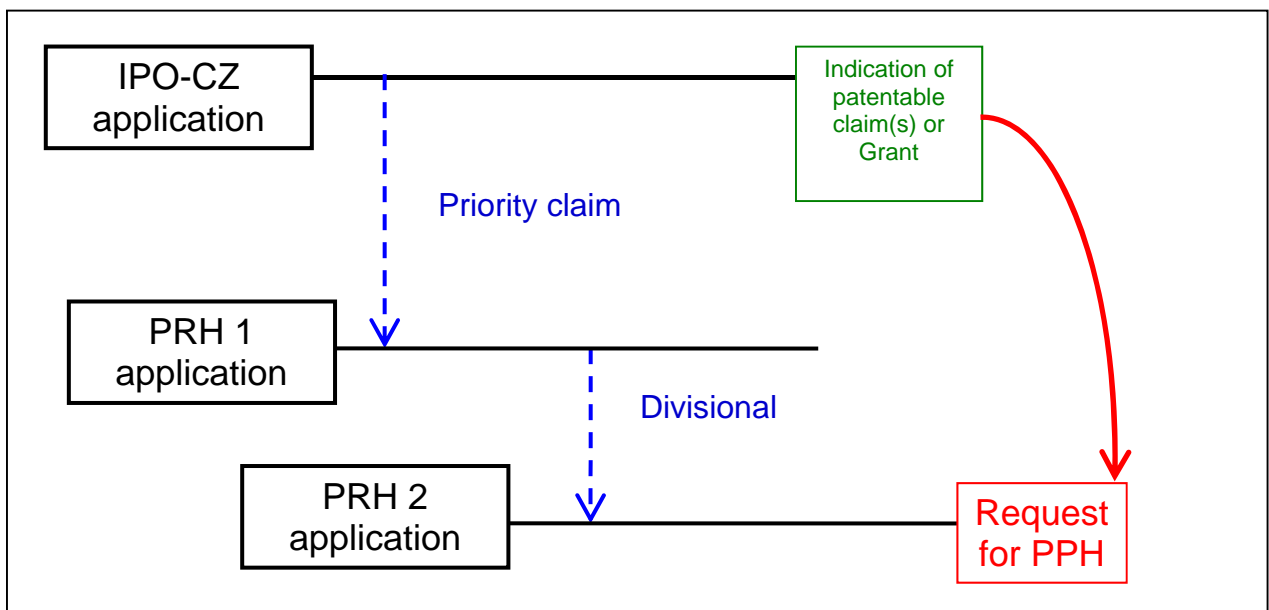 IPO-CZ
application
Indication of
patentable
claim(s) or
Grant
Priority claim
PRH 1
application
Divisional
PRH 2
application
Request
for PPH